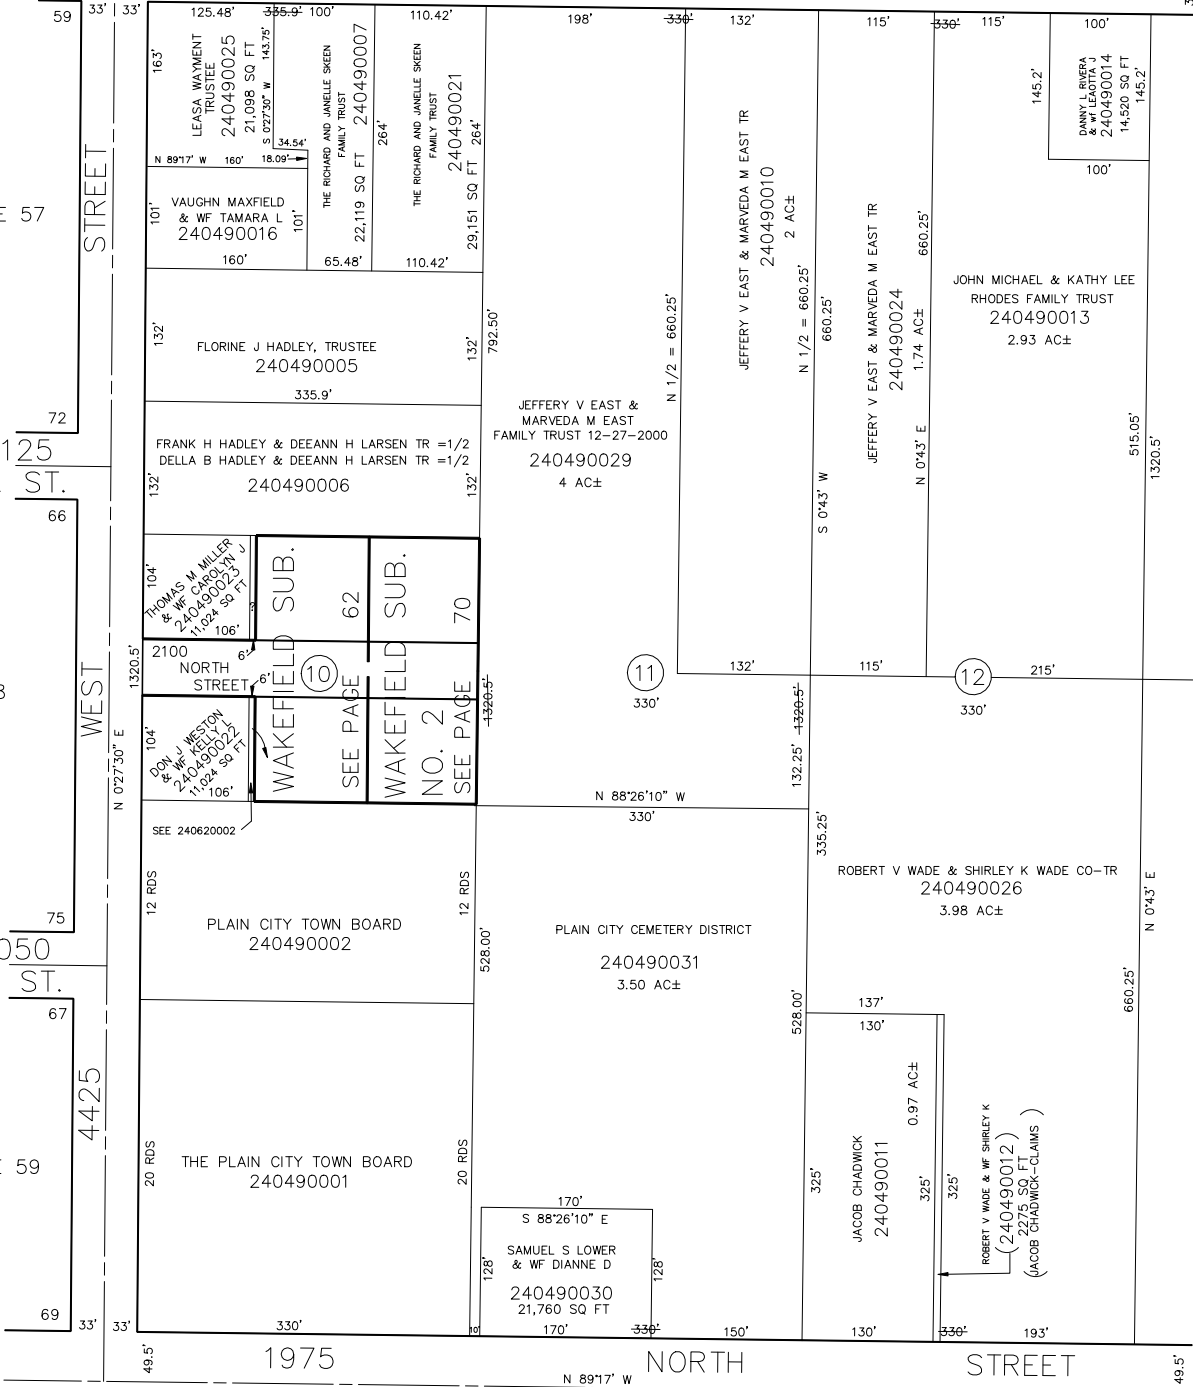 59
33'
33'
125.48'
335.9'
100'
110.42'
198'
330'
132'
115'
330'
115'
100'
163'
LEASA WAYMENT
TRUSTEE
240490025
21,098 SQ FT
S 0°27'30" W
143.75'
34.54'
18.09'
THE RICHARD AND JANELLE SKEEN
FAMILY TRUST
22,119 SQ FT
240490007
264'
THE RICHARD AND JANELLE SKEEN
FAMILY TRUST
240490021
29,151 SQ FT
264'
145.2'
DANNY L RIVERA
& wf LEAOTTA J
240490014
14,520 SQ FT
145.2'
100'
N 89°17' W
160'
STREET
E 57
101'
VAUGHN MAXFIELD
& WF TAMARA L
240490016
101'
160'
65.48'
110.42'
JEFFERY V EAST & MARVEDA M EAST TR
240490010
2 AC±
N 1/2 = 660.25'
N 1/2 = 660.25'
660.25'
JEFFERY V EAST & MARVEDA M EAST TR
240490024
1.74 AC±
660.25'
N 0°43' E
S 0°43' W
JOHN MICHAEL & KATHY LEE
RHODES FAMILY TRUST
240490013
2.93 AC±
515.05'
1320.5'
132'
FLORINE J HADLEY, TRUSTEE
240490005
132'
792.50'
335.9'
72
125
ST.
66
132'
FRANK H HADLEY & DEEANN H LARSEN TR =1/2
DELLA B HADLEY & DEEANN H LARSEN TR =1/2
240490006
132'
JEFFERY V EAST &
MARVEDA M EAST
FAMILY TRUST 12-27-2000
240490029
4 AC±
104'
THOMAS M MILLER
& WF CAROLYN J
240490023
11,024 SQ FT
106'
?
WAKEFIELD SUB.
SEE PAGE 62
WAKEFIELD SUB.
NO. 2
SEE PAGE 70
2100
NORTH
STREET
6'
6'
10
11
330'
132'
115'
12
215'
330'
1320.5'
1320.5'
1320.5'
132.25'
WEST
N 0°27'30" E
8
104'
DON J WESTON
& WF KELLY L
240490022
11,024 SQ FT
106'
SEE 240620002
N 88°26'10" W
330'
335.25'
75
050
ST.
67
12 RDS
PLAIN CITY TOWN BOARD
240490002
12 RDS
528.00'
PLAIN CITY CEMETERY DISTRICT
240490031
3.50 AC±
528.00'
ROBERT V WADE & SHIRLEY K WADE CO-TR
240490026
3.98 AC±
N 0°43' E
660.25'
137'
130'
4425
E 59
20 RDS
THE PLAIN CITY TOWN BOARD
240490001
20 RDS
170'
S 88°26'10" E
SAMUEL S LOWER
& WF DIANNE D
240490030
21,760 SQ FT
128'
128'
325'
JACOB CHADWICK
240490011
0.97 AC±
325'
325'
ROBERT V WADE & WF SHIRLEY K
(240490012)
2275 SQ FT
(JACOB CHADWICK-CLAIMS)
69
33'
33'
330'
10'
170'
330'
150'
130'
330'
193'
49.5'
1975
NORTH
STREET
49.5'
N 89°17' W